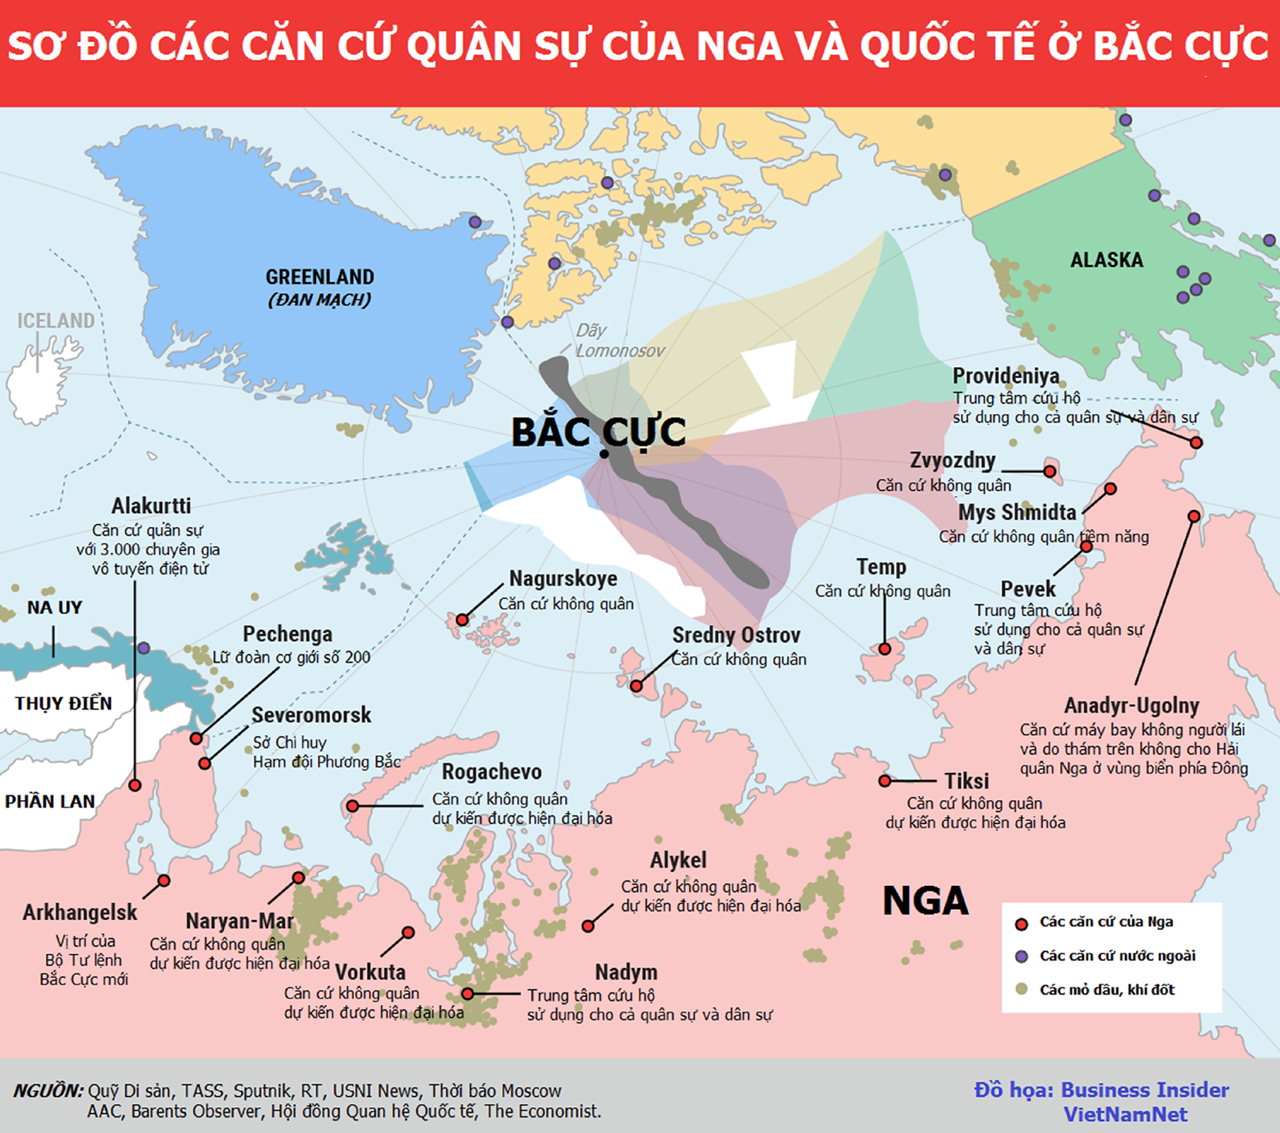 SƠ ĐỒ CÁC CĂN CỨ QUÂN SỰ CỦA NGA VÀ QUỐC TẾ Ở BẮC CỰC
GREENLAND
(ĐAN MẠCH)
ICELAND
ALASKA
Dãy
Lomonosov
BẮC CỰC
Provideniya
Trung tâm cứu hộ
sử dụng cho cả quân sự và dân sự
Zvyozdny
Căn cứ không quân
Mys Shmidta
Căn cứ không quân tiềm năng
Pevek
Trung tâm cứu hộ
sử dụng cho cả quân sự
và dân sự
Temp
Căn cứ không quân
Anadyr-Ugolny
Căn cứ máy bay không người lái
và do thám trên không cho Hải
quân Nga ở vùng biển phía Đông
Alakurtti
Căn cứ quân sự
với 3.000 chuyên gia
vô tuyến điện tử
NA UY
THỤY ĐIỂN
PHẦN LAN
Pechenga
Lữ đoàn cơ giới số 200
Severomorsk
Sở Chỉ huy
Hạm đội Phương Bắc
Nagurskoye
Căn cứ không quân
Sredny Ostrov
Căn cứ không quân
Rogachevo
Căn cứ không quân
dự kiến được hiện đại hóa
Tiksi
Căn cứ không quân
dự kiến được hiện đại hóa
Alykel
Căn cứ không quân
dự kiến được hiện đại hóa
NGA
Arkhangelsk
Vị trí của
Bộ Tư lệnh
Bắc Cực mới
Naryan-Mar
Căn cứ không quân
dự kiến được hiện đại hóa
Vorkuta
Căn cứ không quân
dự kiến được hiện đại hóa
Nadym
Trung tâm cứu hộ
sử dụng cho cả quân sự và dân sự
Các căn cứ của Nga
Các căn cứ nước ngoài
Các mỏ dầu, khí đốt
NGUỒN: Quỹ Di sản, TASS, Sputnik, RT, USNI News, Thời báo Moscow
AAC, Barents Observer, Hội đồng Quan hệ Quốc tế, The Economist.
Đồ họa: Business Insider
VietNamNet